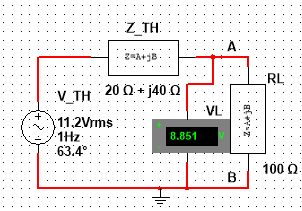 Z_TH
A
Z=A+jB
RL
V_TH
20 Ω + j40 Ω
VL
Z=A+jB
11.2Vrms
1Hz
63.4°
8.851
V
B
100 Ω